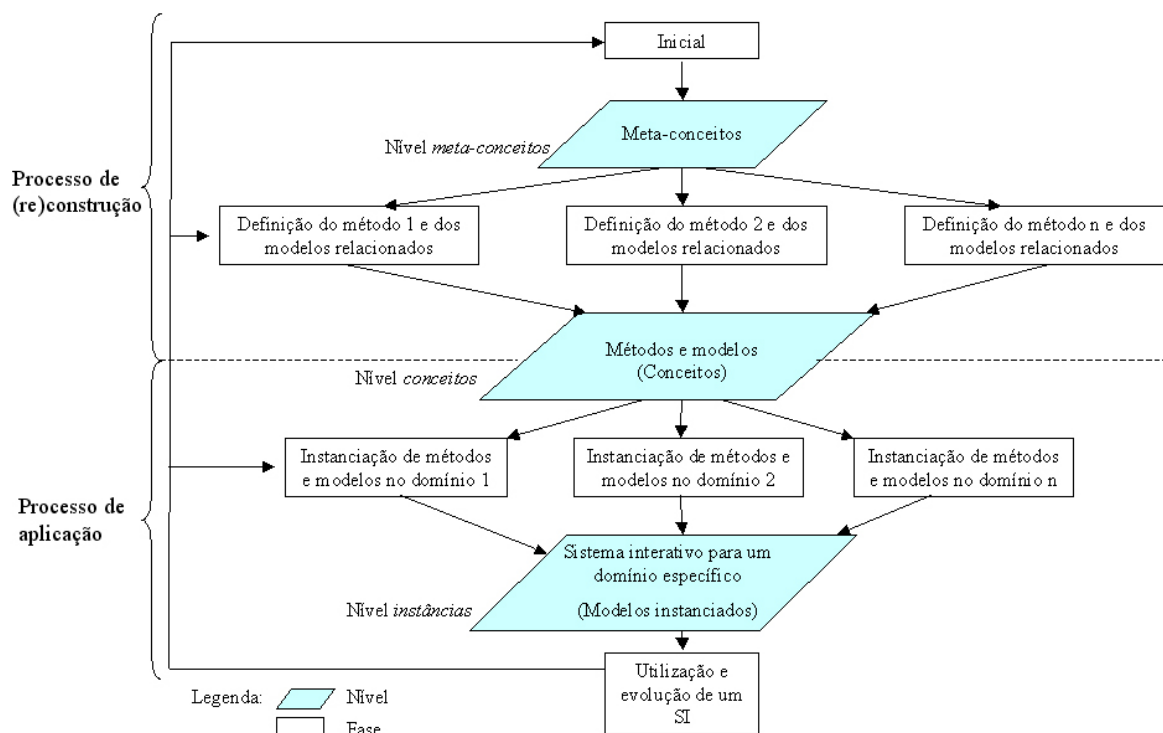 Inicial
Meta-conceitos
Nível meta-conceitos
Processo de
(re)construção
Definição do método 1 e dos
modelos relacionados
Definição do método 2 e dos
modelos relacionados
Definição do método n e dos
modelos relacionados
Métodos e modelos
(Conceitos)
Nível conceitos
Instanciação de métodos
e modelos no domínio 1
Instanciação de métodos e
modelos no domínio 2
Instanciação de métodos
e modelos no domínio n
Processo de
aplicação
Sistema interativo para um
domínio específico
(Modelos instanciados)
Nível instâncias
Utilização e
evolução de um
SI
Legenda:
Nível
Fase